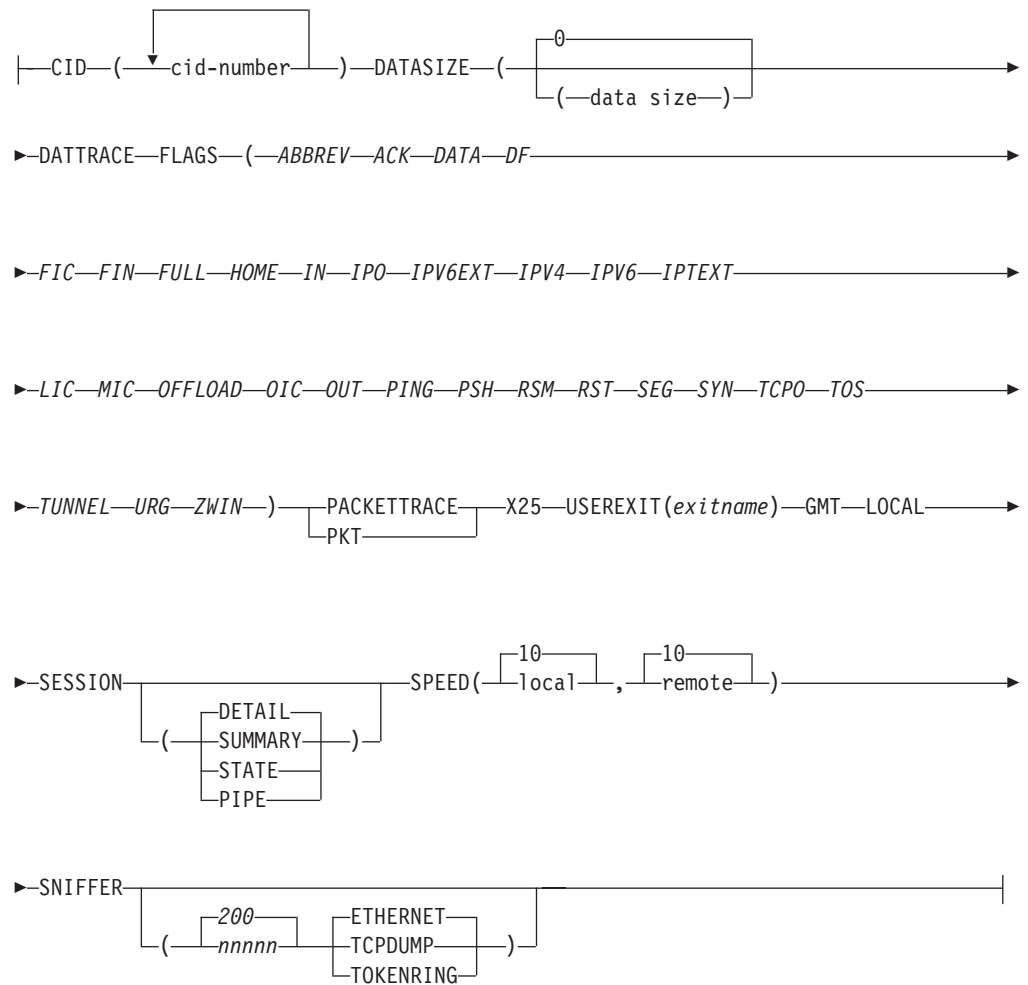 0
CID ( cid-number ) DATASIZE (
( data size )
DATTRACE FLAGS ( ABBREV ACK DATA DF
FIC FIN FULL HOME IN IPO IPV6EXT IPV4 IPV6 IPTEXT
LIC MIC OFFLOAD OIC OUT PING PSH RSM RST SEG SYN TCPO TOS
TUNNEL URG ZWIN ) PACKETTRACE X25 USEREXIT(exitname) GMT LOCAL
PKT
10 10
SESSION SPEED( local , remote )
DETAIL
( SUMMARY )
STATE
PIPE
SNIFFER
200 ETHERNET
( nnnnn TCPDUMP )
TOKENRING